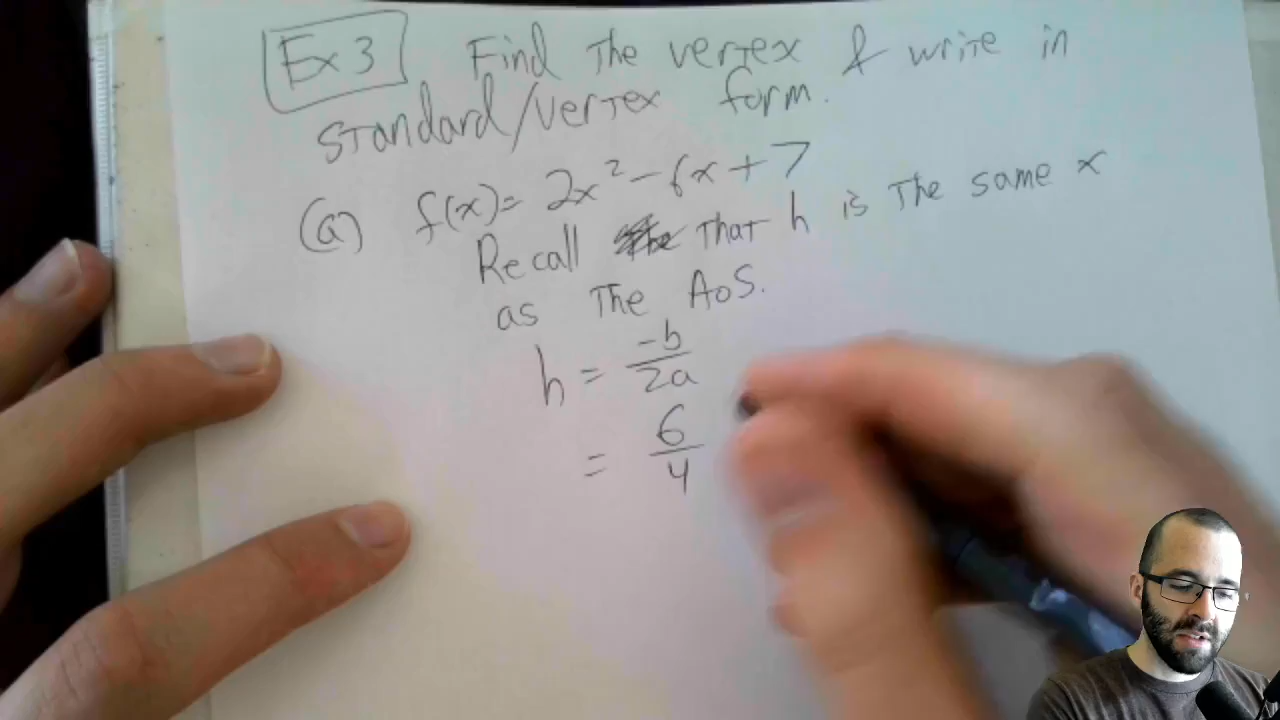 Ex 3 Find the vertex & write in
standard/vertex form.
(a) f(x)= 2x² - 6x + 7
Recall that h is the same x
as the AoS.
h = -b/2a
= 6/4